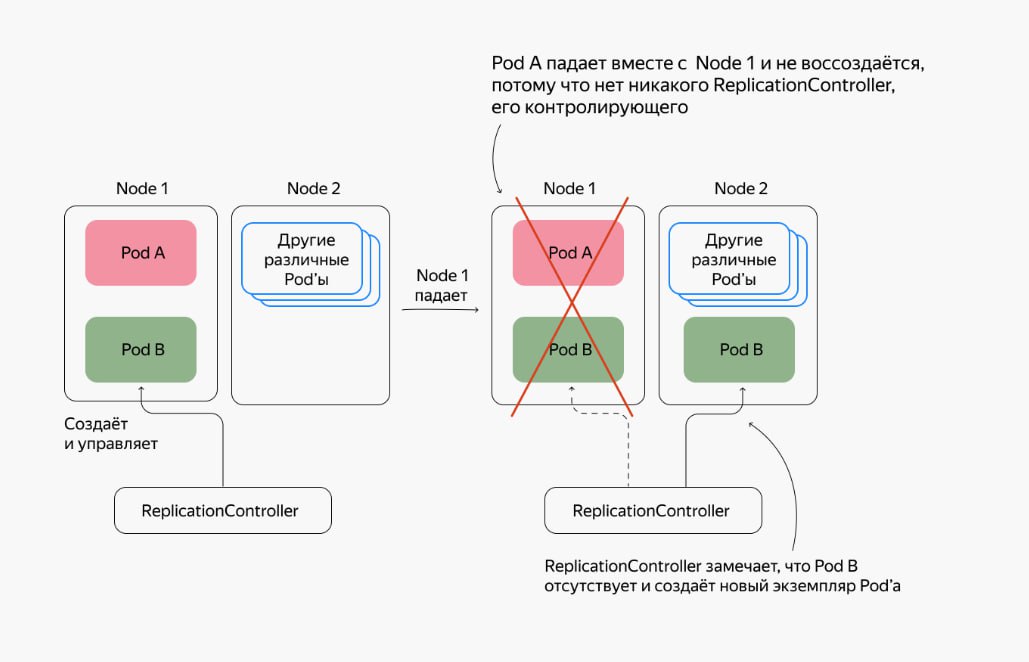 Pod A падает вместе с Node 1 и не воссоздаётся,
потому что нет никакого ReplicationController,
его контролирующего
Node 1
Node 2
Pod A
Другие
различные
Pod'ы
Pod B
Создаёт
и управляет
ReplicationController
Node 1
падает
Node 1
Node 2
Pod A
Другие
различные
Pod'ы
Pod B
Pod B
ReplicationController
ReplicationController замечает, что Pod B
отсутствует и создаёт новый экземпляр Pod'а